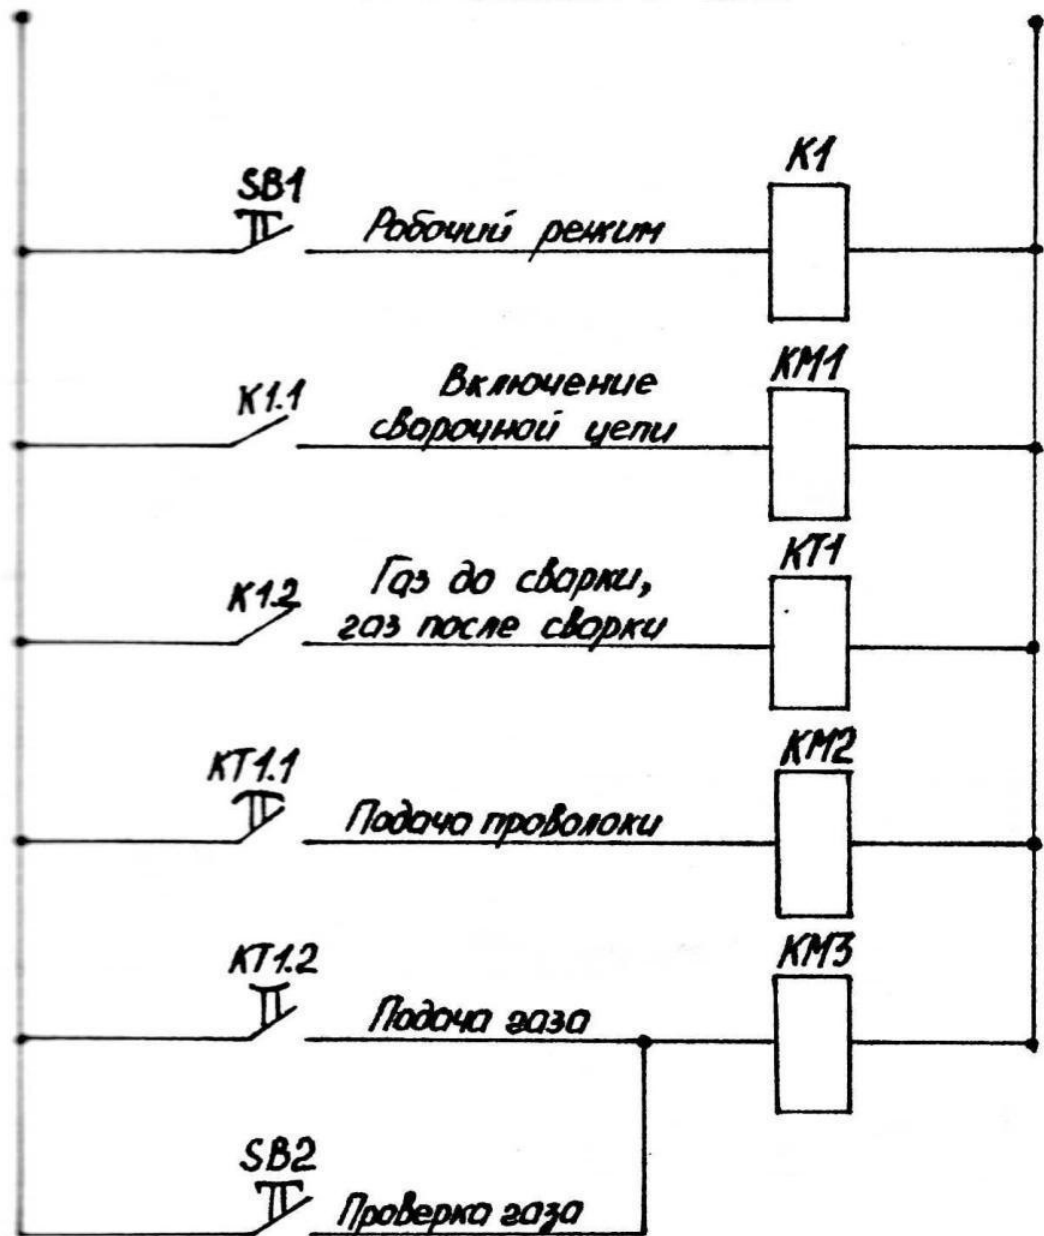 K1
SB1
Рабочий режим
KM1
Включение
K1.1
сварочной цепи
KT1
Газ до сварки,
K1.2
газ после сварки
KM2
KT1.1
Подача проволоки
KM3
KT1.2
Подача газа
SB2
Проверка газа